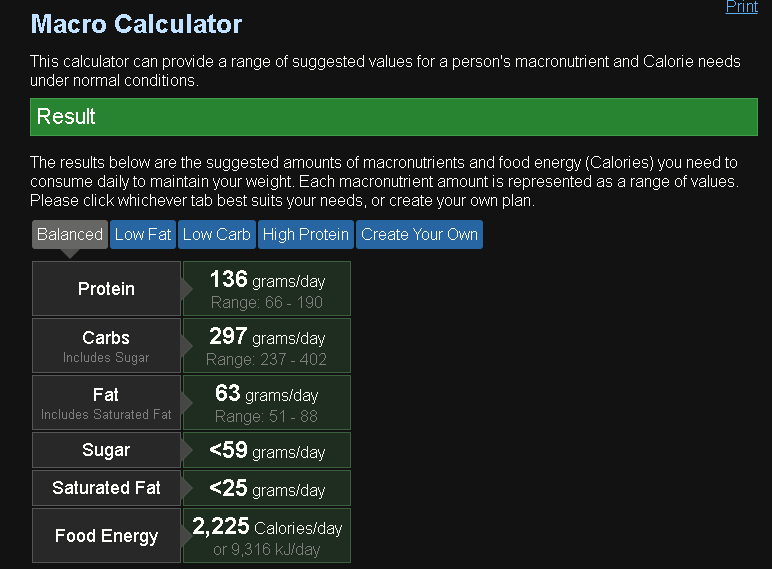 Print
Macro Calculator
This calculator can provide a range of suggested values for a person's macronutrient and Calorie needs
under normal conditions.
Result
The results below are the suggested amounts of macronutrients and food energy (Calories) you need to
consume daily to maintain your weight. Each macronutrient amount is represented as a range of values.
Please click whichever tab best suits your needs, or create your own plan.
Balanced Low Fat Low Carb High Protein Create Your Own
Protein 136 grams/day
Range: 66 - 190
Carbs 297 grams/day
Includes Sugar Range: 237 - 402
Fat 63 grams/day
Includes Saturated Fat Range: 51 - 88
Sugar <59 grams/day
Saturated Fat <25 grams/day
Food Energy 2,225 Calories/day
or 9,316 kJ/day